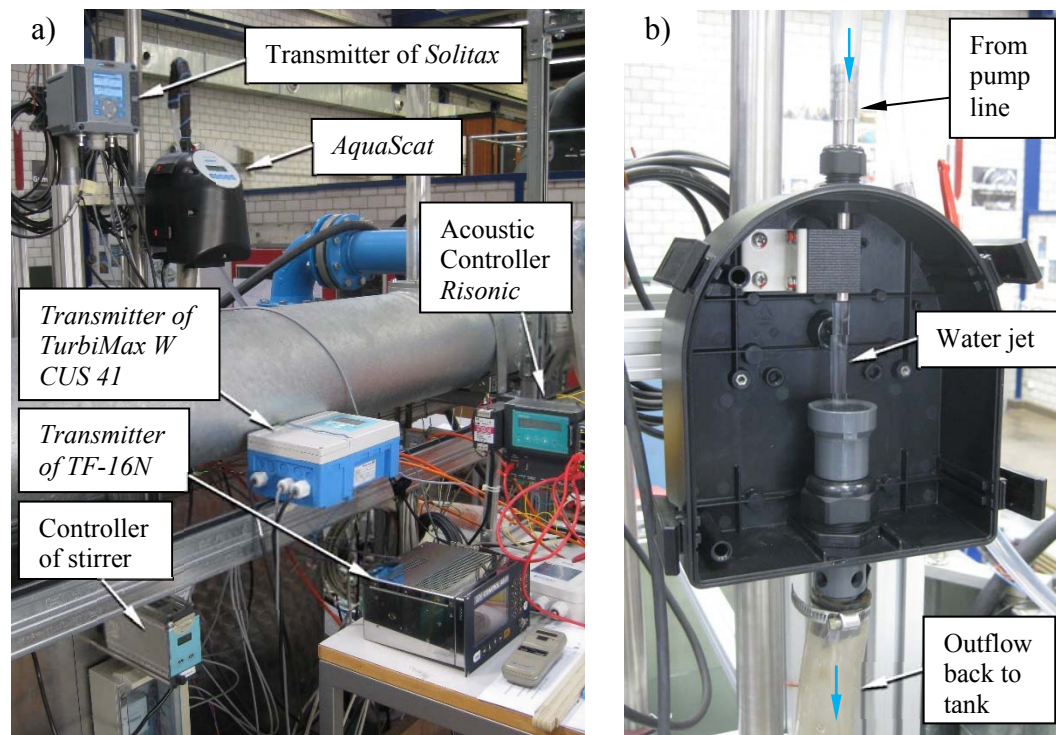 a)
Transmitter of Solitax
AquaScat
Acoustic
Controller
Risonic
Transmitter of
TurbiMax W
CUS 41
Transmitter
of TF-16N
Controller
of stirrer
b)
From
pump
line
Water jet
Outflow
back to
tank